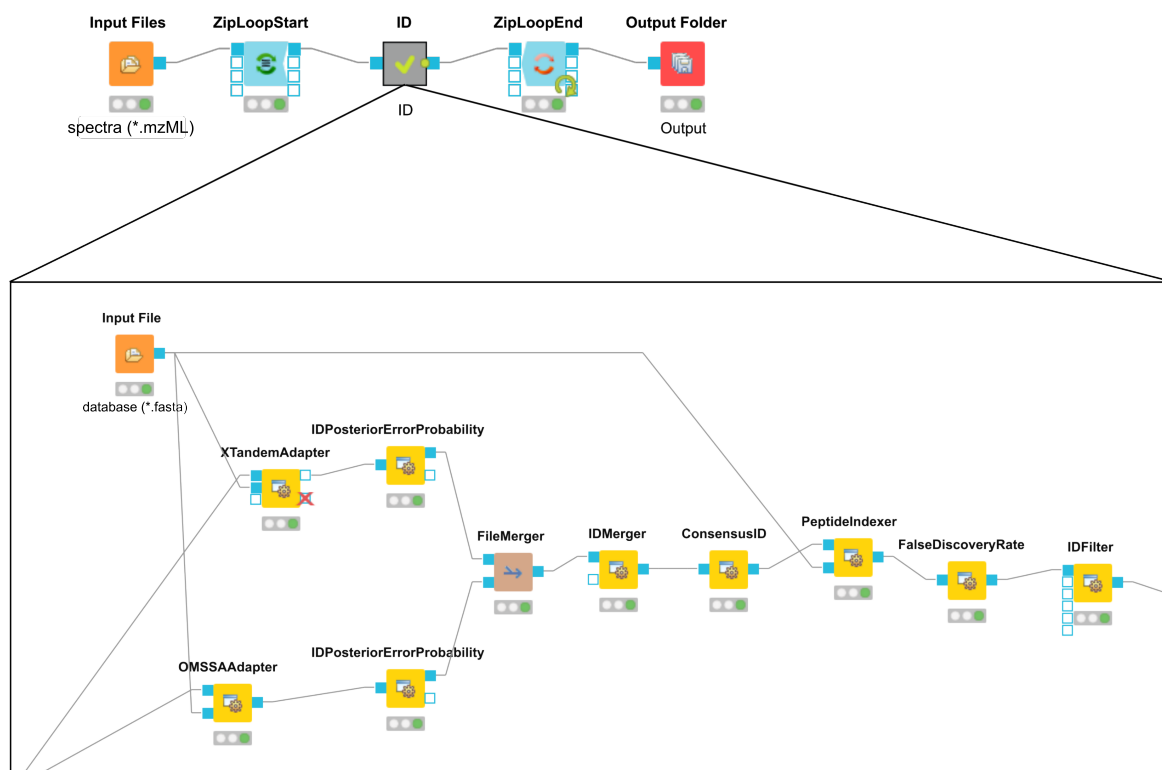 Input Files
ZipLoopStart
ID
ZipLoopEnd
Output Folder
spectra (*.mzML)
ID
Output
Input File
database (*.fasta)
XTandemAdapter
IDPosteriorErrorProbability
FileMerger
IDMerger
ConsensusID
PeptideIndexer
FalseDiscoveryRate
IDFilter
OMSSAAdapter
IDPosteriorErrorProbability